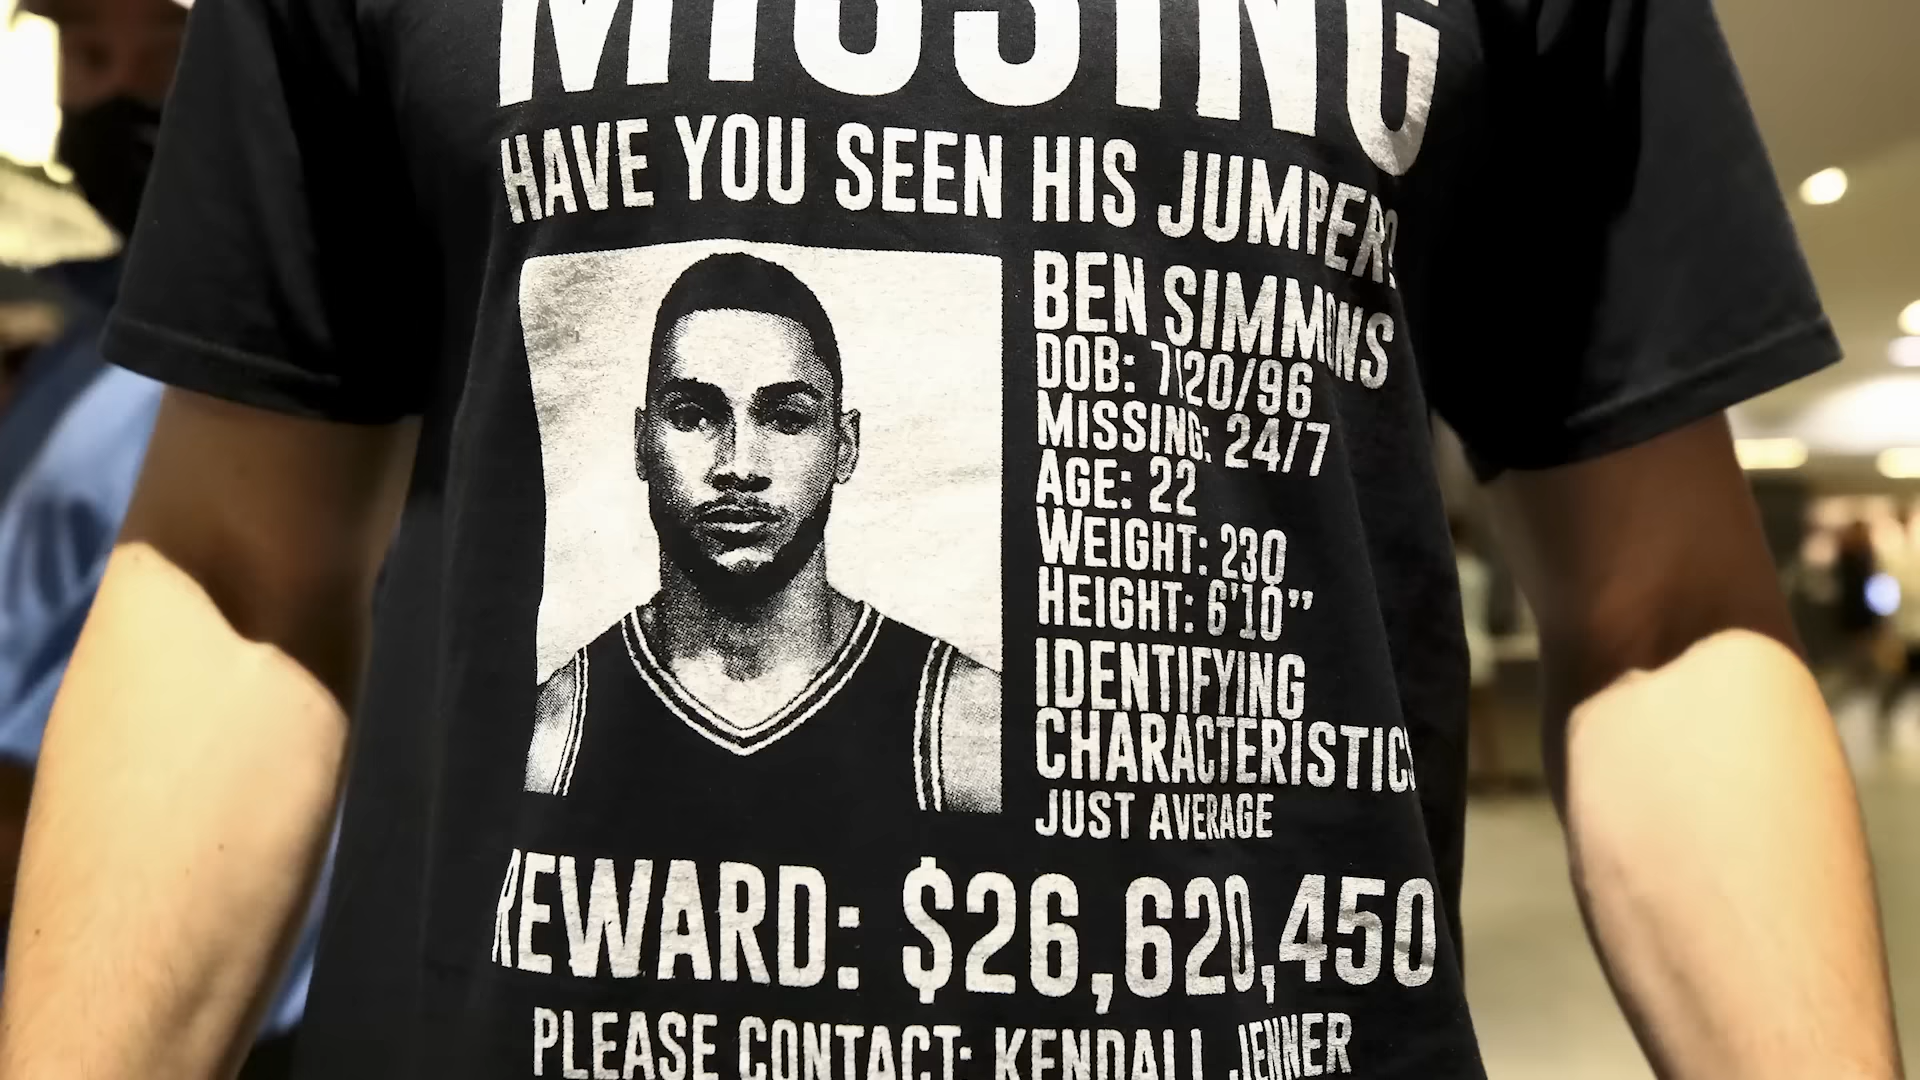 MISSING
HAVE YOU SEEN HIS JUMPER?
BEN SIMMONS
DOB: 7/20/96
MISSING: 24/7
AGE: 22
WEIGHT: 230
HEIGHT: 6'10"
IDENTIFYING
CHARACTERISTICS
JUST AVERAGE
REWARD: $26,620,450
PLEASE CONTACT: KENDALL JENNER